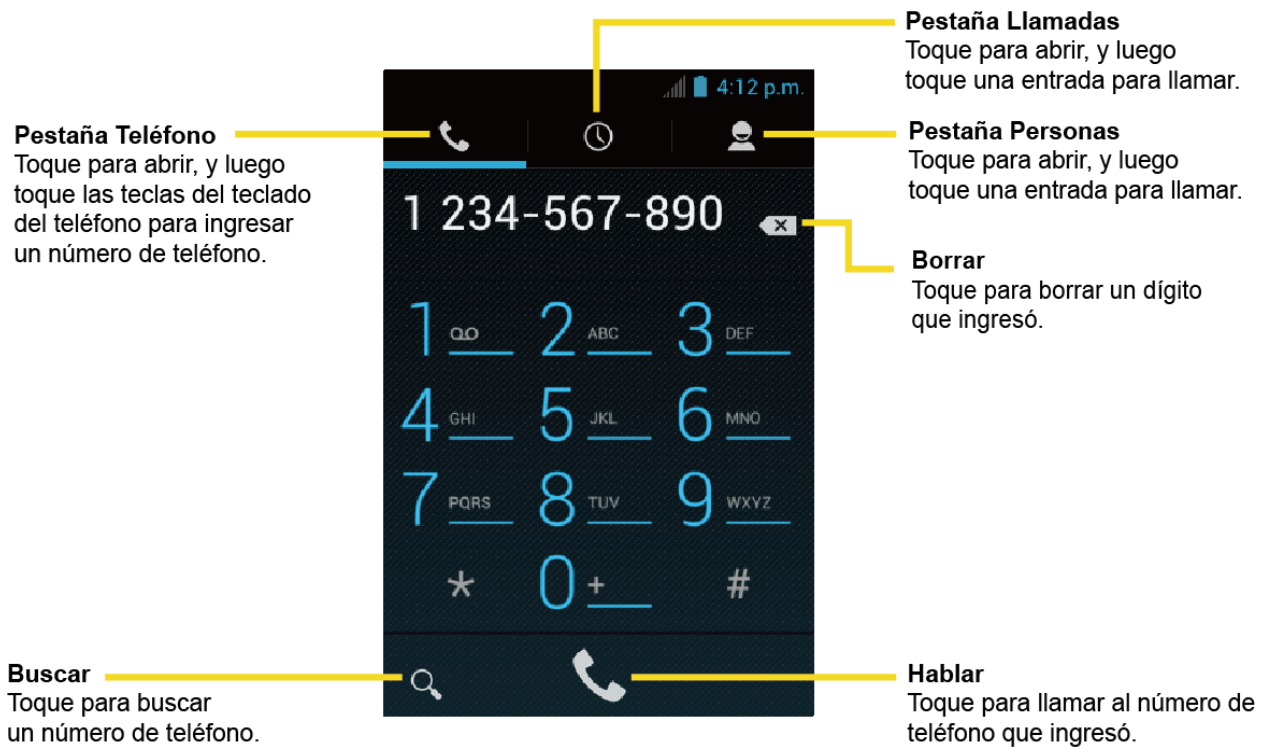 Pestaña Llamadas
Toque para abrir, y luego
toque una entrada para llamar.
Pestaña Teléfono
Toque para abrir, y luego
toque las teclas del teclado
del teléfono para ingresar
un número de teléfono.
4:12 p.m.
Pestaña Personas
Toque para abrir, y luego
toque una entrada para llamar.
1 234-567-890
Borrar
Toque para borrar un dígito
que ingresó.
1 2 ABC 3 DEF
4 GHI 5 JKL 6 MNO
7 PQRS 8 TUV 9 WXYZ
* 0 + #
Buscar
Toque para buscar
un número de teléfono.
Hablar
Toque para llamar al número de
teléfono que ingresó.